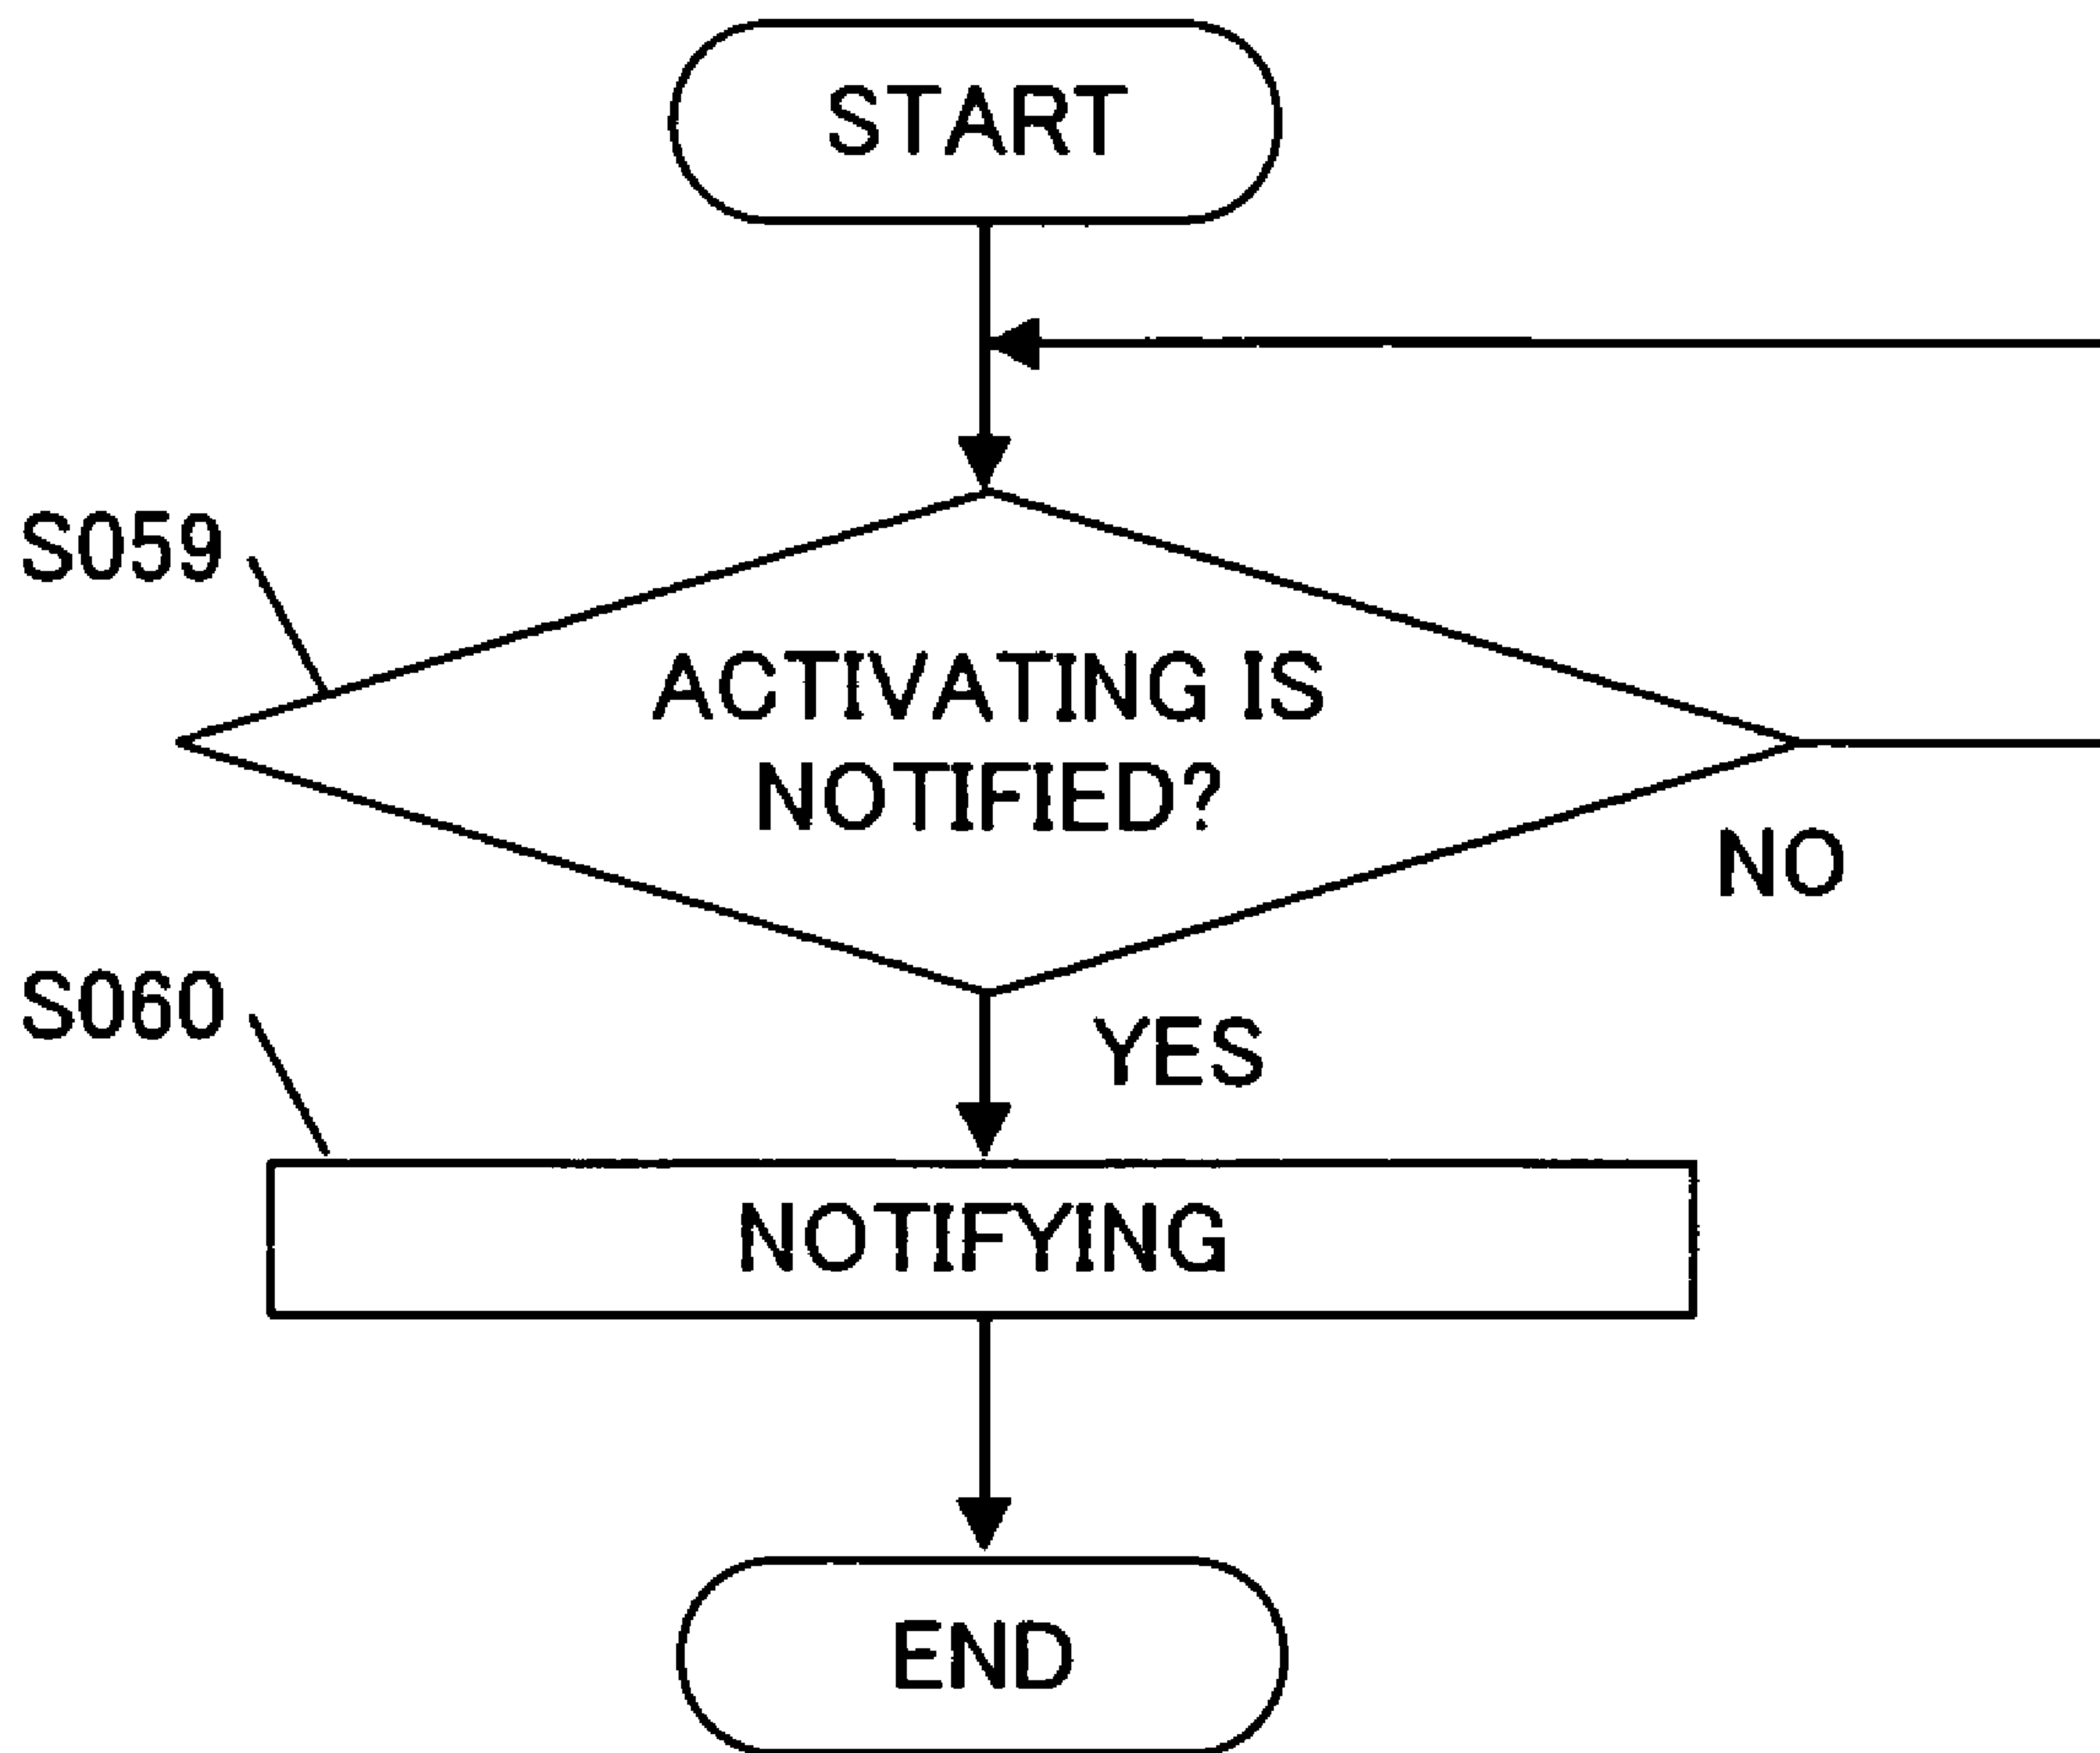 START
S059
ACTIVATING IS
NOTIFIED?
NO
S060
YES
NOTIFYING
END